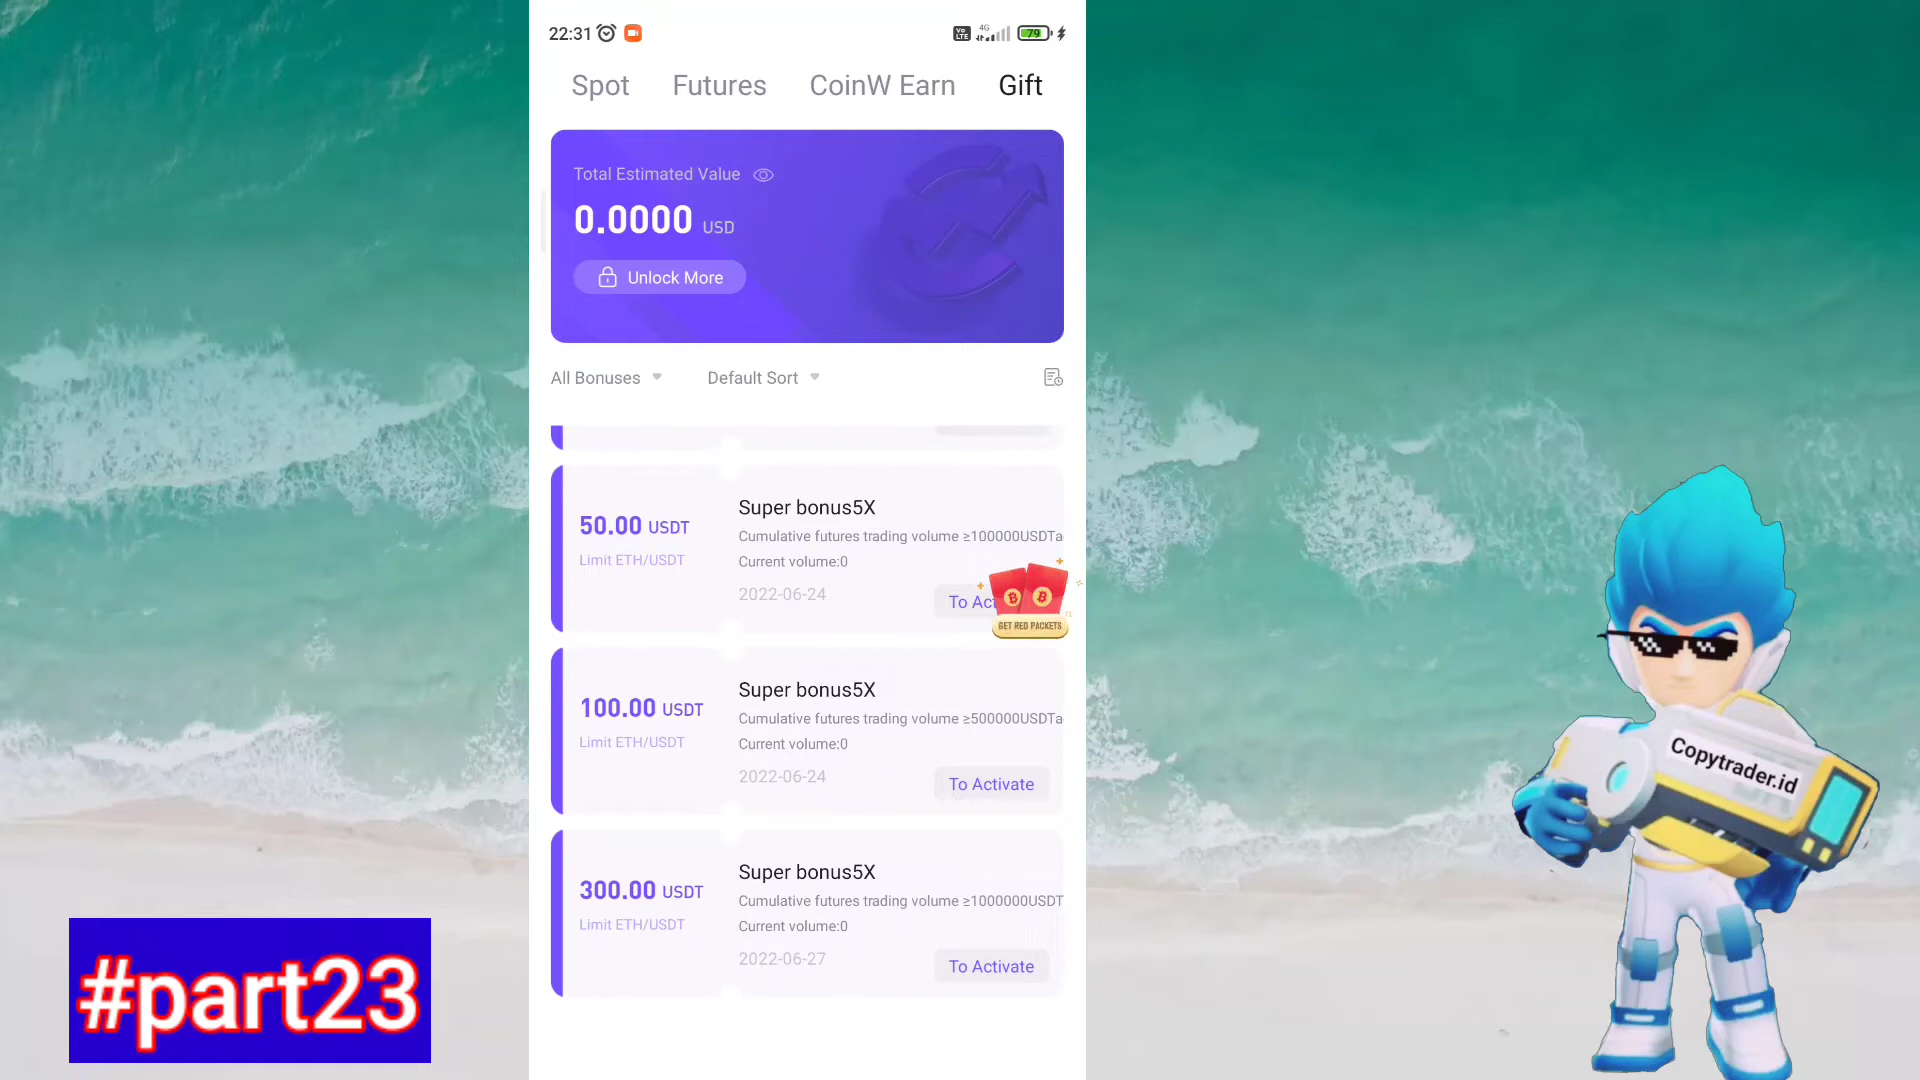 22:31
Vo LTE 4G 79
Spot Futures CoinW Earn Gift
Total Estimated Value
0.0000 USD
Unlock More
All Bonuses Default Sort
50.00 USDT
Limit ETH/USDT
Super bonus5X
Cumulative futures trading volume ≥100000USDTa
Current volume:0
2022-06-24
To Ac
GET RED PACKETS
100.00 USDT
Limit ETH/USDT
Super bonus5X
Cumulative futures trading volume ≥500000USDTa
Current volume:0
2022-06-24
To Activate
300.00 USDT
Limit ETH/USDT
Super bonus5X
Cumulative futures trading volume ≥1000000USDT
Current volume:0
2022-06-27
To Activate
#part23
Copytrader.id